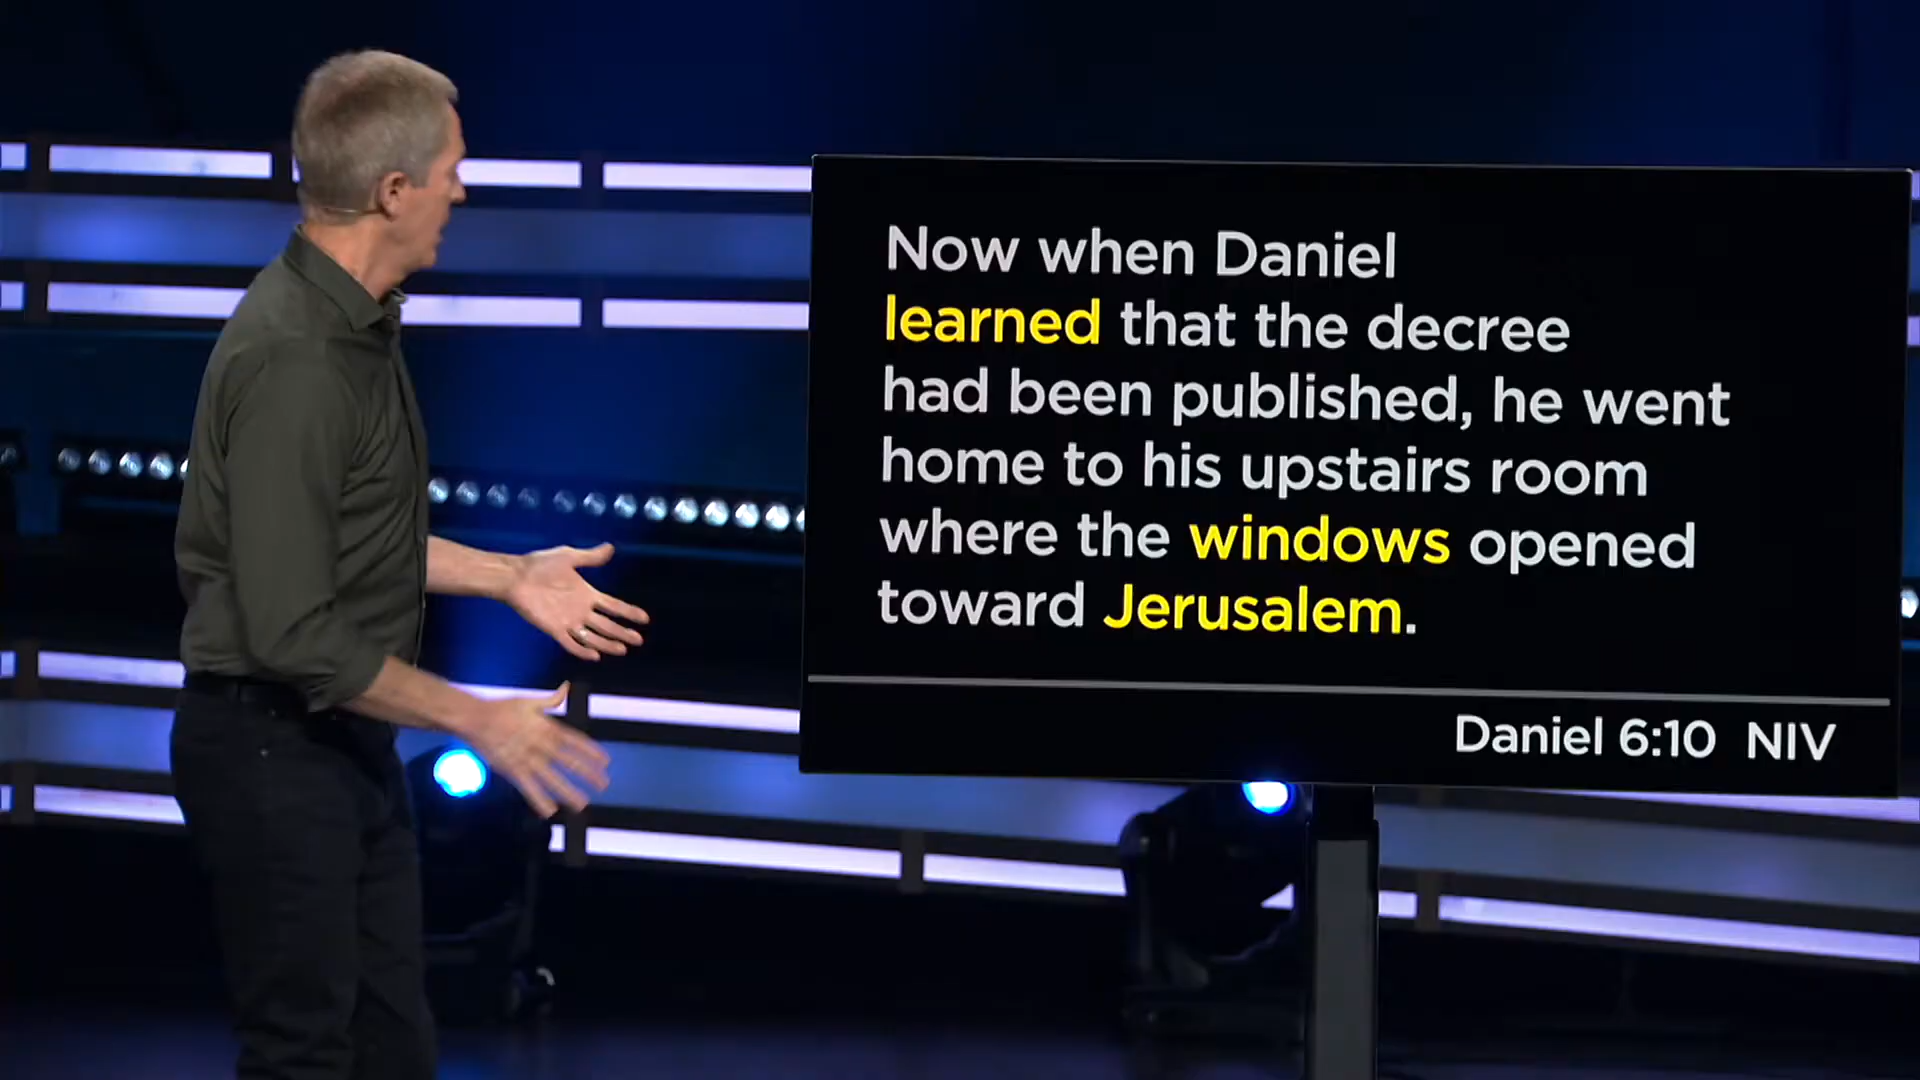 Now when Daniel
learned that the decree
had been published, he went
home to his upstairs room
where the windows opened
toward Jerusalem.
Daniel 6:10 NIV